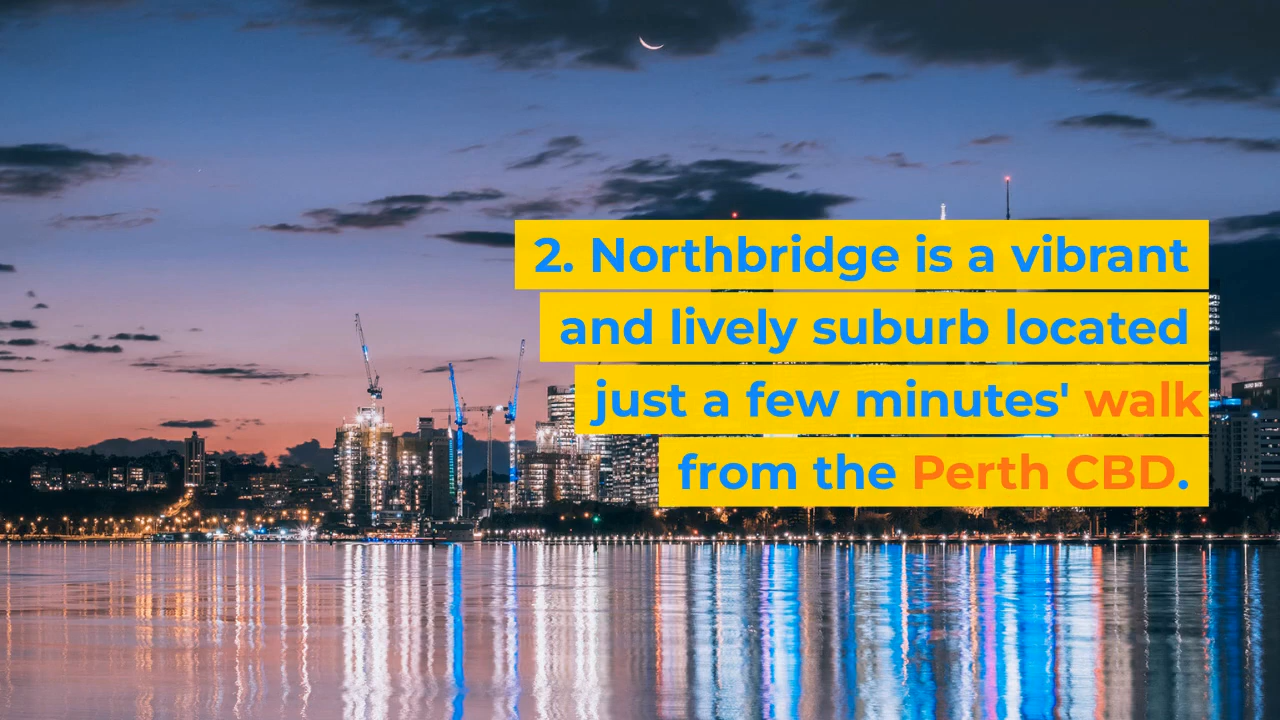 2. Northbridge is a vibrant
and lively suburb located
just a few minutes' walk
from the Perth CBD.